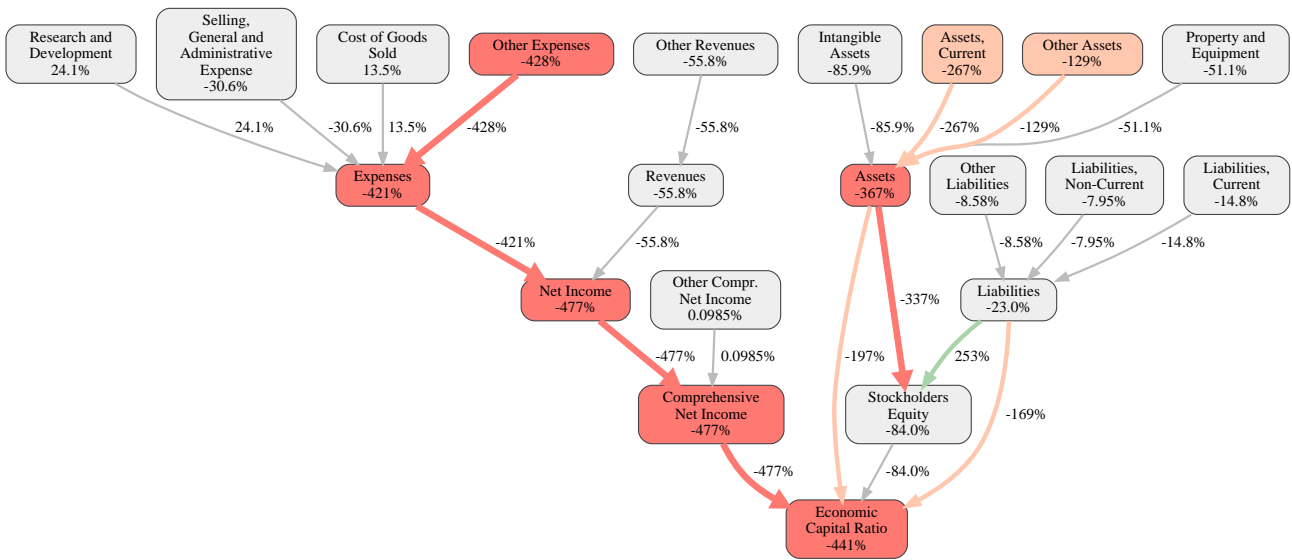 Research and
Development
24.1%
Selling,
General and
Administrative
Expense
-30.6%
Cost of Goods
Sold
13.5%
Other Expenses
-428%
Other Revenues
-55.8%
Intangible
Assets
-85.9%
Assets,
Current
-267%
Other Assets
-129%
Property and
Equipment
-51.1%
24.1%
-30.6%
13.5%
-428%
-55.8%
-85.9%
-267%
-129%
-51.1%
Expenses
-421%
Revenues
-55.8%
Assets
-367%
Other
Liabilities
-8.58%
Liabilities,
Non-Current
-7.95%
Liabilities,
Current
-14.8%
-421%
-55.8%
-8.58%
-7.95%
-14.8%
Net Income
-477%
Other Compr.
Net Income
0.0985%
-337%
Liabilities
-23.0%
-477%
0.0985%
-197%
253%
-169%
Comprehensive
Net Income
-477%
Stockholders
Equity
-84.0%
-477%
-84.0%
Economic
Capital Ratio
-441%